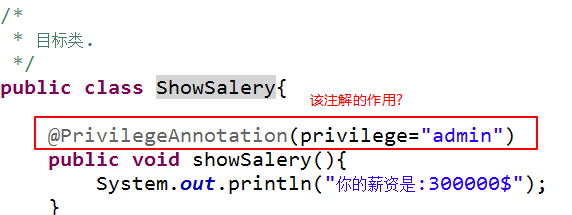 /*
 * 目标类.
 */
public class ShowSalery{
该注解的作用?
@PrivilegeAnnotation(privilege="admin")
public void showSalery(){
System.out.println("你的薪资是:300000$");
}